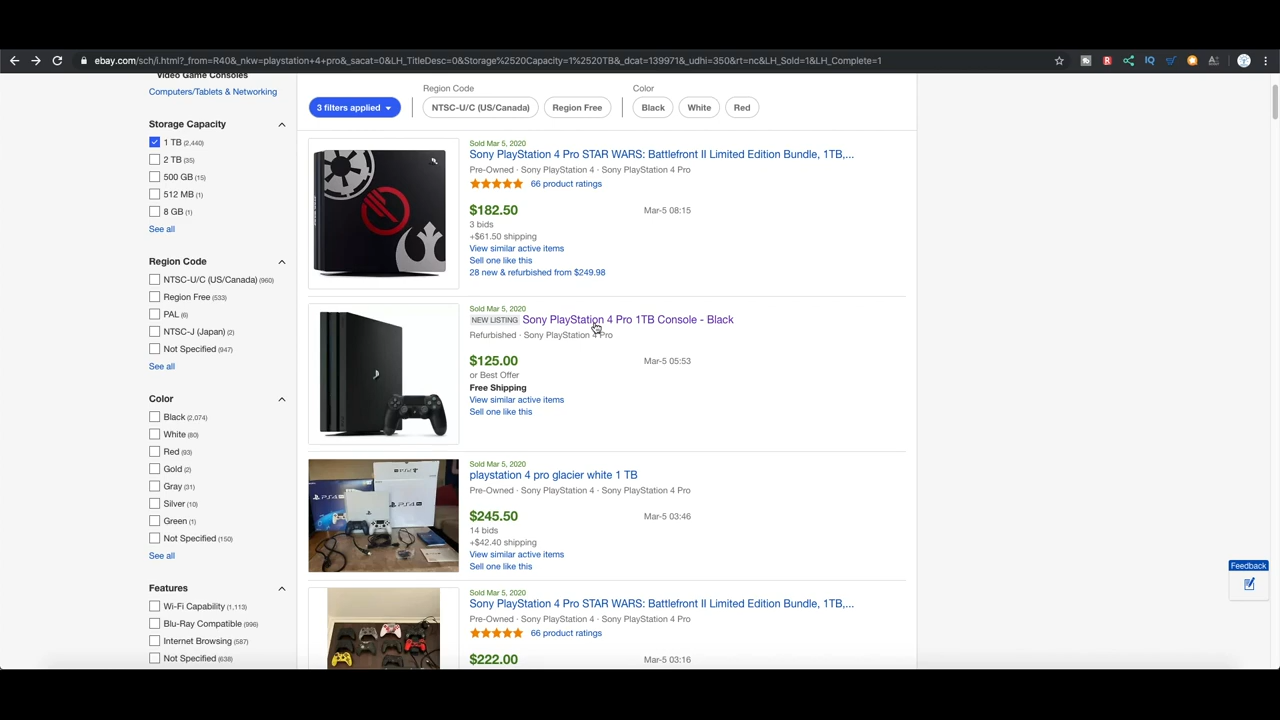 ebay.com/sch/i.html?_from=R40&_nkw=playstation+4+pro&_sacat=0&LH_TitleDesc=0&Storage%2520Capacity=1%2520TB&_dcat=139971&_udhi=350&rt=nc&LH_Sold=1&LH_Complete=1
Video Game Consoles
Computers/Tablets & Networking
Storage Capacity
1 TB (2,440)
2 TB (35)
500 GB (15)
512 MB (1)
8 GB (1)
See all
Region Code
NTSC-U/C (US/Canada) (960)
Region Free (533)
PAL (6)
NTSC-J (Japan) (2)
Not Specified (947)
See all
Color
Black (2,074)
White (80)
Red (93)
Gold (2)
Gray (31)
Silver (10)
Green (1)
Not Specified (150)
See all
Features
Wi-Fi Capability (1,113)
Blu-Ray Compatible (996)
Internet Browsing (587)
Not Specified (638)
3 filters applied
Region Code
NTSC-U/C (US/Canada)
Region Free
Color
Black
White
Red
Sold Mar 5, 2020
Sony PlayStation 4 Pro STAR WARS: Battlefront II Limited Edition Bundle, 1TB,...
Pre-Owned · Sony PlayStation 4 · Sony PlayStation 4 Pro
66 product ratings
$182.50 Mar-5 08:15
3 bids
+$61.50 shipping
View similar active items
Sell one like this
28 new & refurbished from $249.98
Sold Mar 5, 2020
NEW LISTING Sony PlayStation 4 Pro 1TB Console - Black
Refurbished · Sony PlayStation 4 Pro
$125.00 Mar-5 05:53
or Best Offer
Free Shipping
View similar active items
Sell one like this
Sold Mar 5, 2020
playstation 4 pro glacier white 1 TB
Pre-Owned · Sony PlayStation 4 · Sony PlayStation 4 Pro
$245.50 Mar-5 03:46
14 bids
+$42.40 shipping
View similar active items
Sell one like this
Sold Mar 5, 2020
Sony PlayStation 4 Pro STAR WARS: Battlefront II Limited Edition Bundle, 1TB,...
Pre-Owned · Sony PlayStation 4 · Sony PlayStation 4 Pro
66 product ratings
$222.00 Mar-5 03:16
Feedback